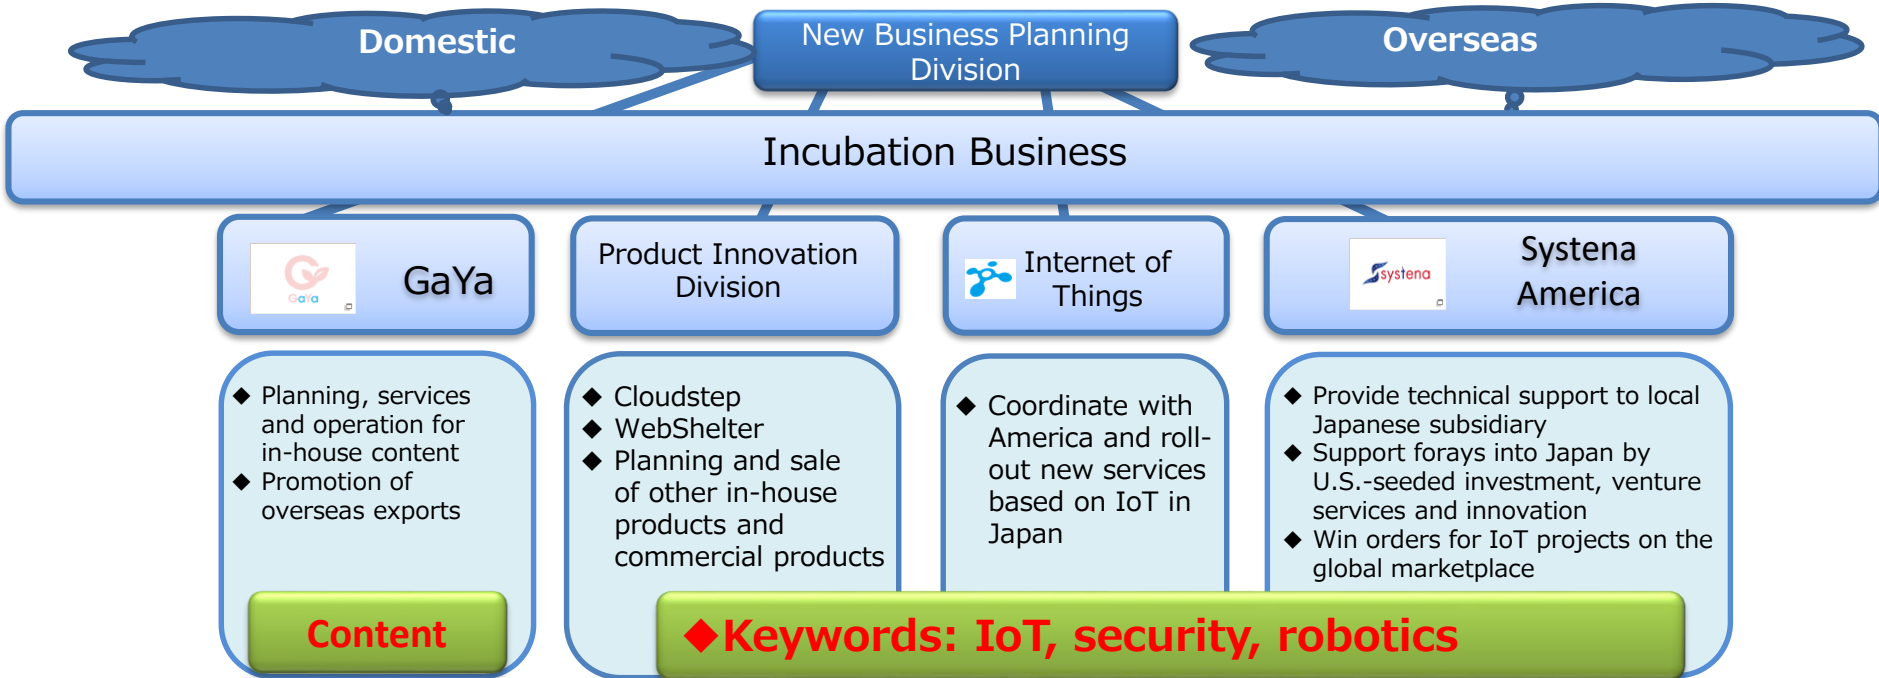 Domestic
New Business Planning
Division
Overseas
Incubation Business
GaYa
GaYa
Product Innovation
Division
Internet of
Things
systena
Systena
America
◆ Planning, services
and operation for
in-house content
◆ Promotion of
overseas exports
◆ Cloudstep
◆ WebShelter
◆ Planning and sale
of other in-house
products and
commercial products
◆ Coordinate with
America and roll-
out new services
based on IoT in
Japan
◆ Provide technical support to local
Japanese subsidiary
◆ Support forays into Japan by
U.S.-seeded investment, venture
services and innovation
◆ Win orders for IoT projects on the
global marketplace
Content
◆Keywords: IoT, security, robotics